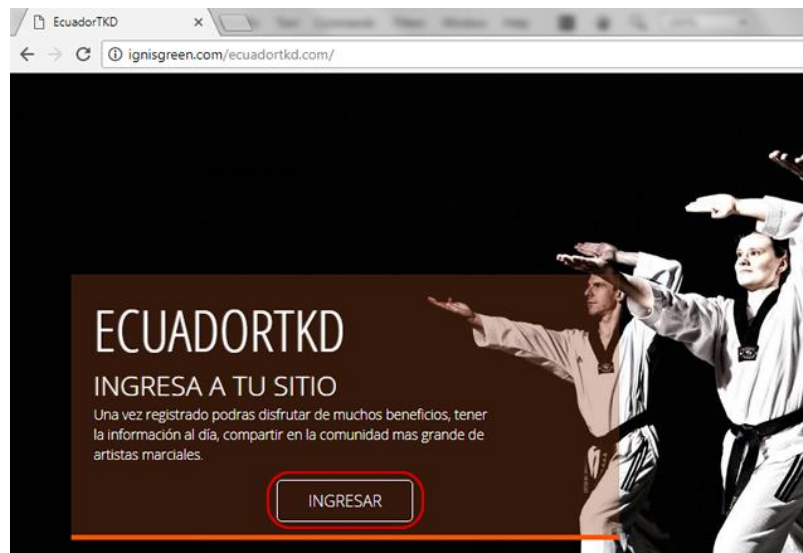 EcuadorTKD
ignisgreen.com/ecuadortkd.com/
ECUADORTKD
INGRESA A TU SITIO
Una vez registrado podras disfrutar de muchos beneficios, tener
la información al día, compartir en la comunidad mas grande de
artistas marciales.
INGRESAR